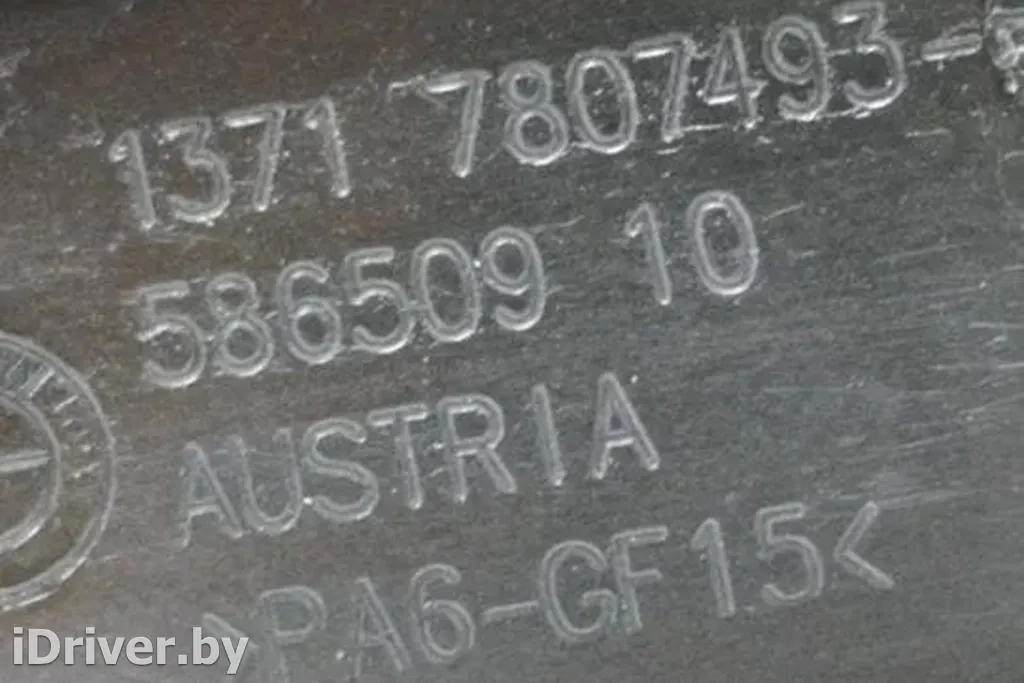 1371 7807493-
586509 10
AUSTRIA
>PA6-GF15<
iDriver.by